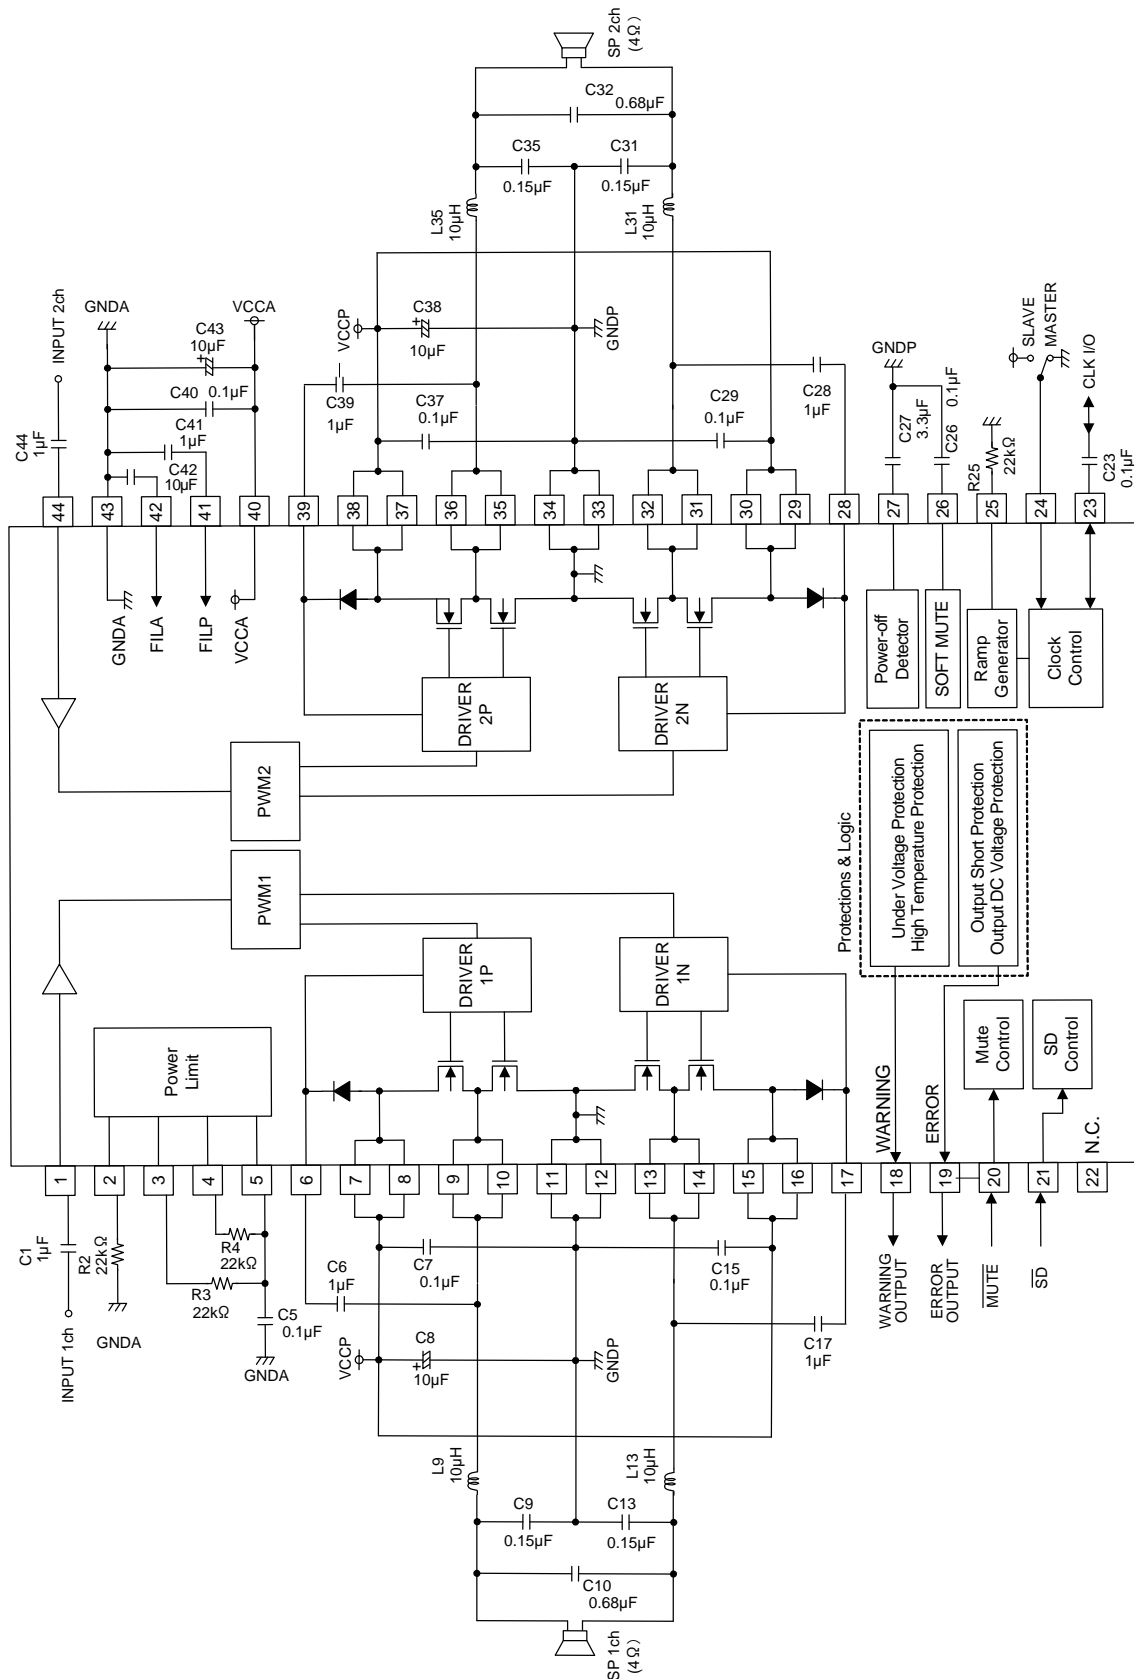 SP 2ch
(4Ω)
C32
0.68µF
C35
0.15µF
C31
0.15µF
L35
10µH
L31
10µH
INPUT 2ch
GNDA
VCCA
C43
10µF
C40
0.1µF
C41
1µF
C42
10µF
C44
1µF
VCCP
C38
10µF
GNDP
C39
1µF
C37
0.1µF
C29
0.1µF
C28
1µF
GNDP
C27
3.3µF
C26
0.1µF
R25
22kΩ
SLAVE
MASTER
CLK I/O
C23
0.1µF
44
43
42
41
40
39
38
37
36
35
34
33
32
31
30
29
28
27
26
25
24
23
GNDA
FILA
FILP
VCCA
DRIVER
2P
DRIVER
2N
Power-off
Detector
SOFT MUTE
Ramp
Generator
Clock
Control
PWM2
PWM1
Protections & Logic
Under Voltage Protection
High Temperature Protection
Output Short Protection
Output DC Voltage Protection
DRIVER
1P
DRIVER
1N
Power
Limit
WARNING
ERROR
Mute
Control
SD
Control
N.C.
1
2
3
4
5
6
7
8
9
10
11
12
13
14
15
16
17
18
19
20
21
22
C1
1µF
INPUT 1ch
R2
22kΩ
GNDA
R3
22kΩ
R4
22kΩ
C5
0.1µF
GNDA
C6
1µF
C7
0.1µF
C15
0.1µF
VCCP
C8
10µF
GNDP
C17
1µF
WARNING
OUTPUT
ERROR
OUTPUT
MUTE
SD
L9
10µH
L13
10µH
C9
0.15µF
C13
0.15µF
C10
0.68µF
SP 1ch
(4Ω)